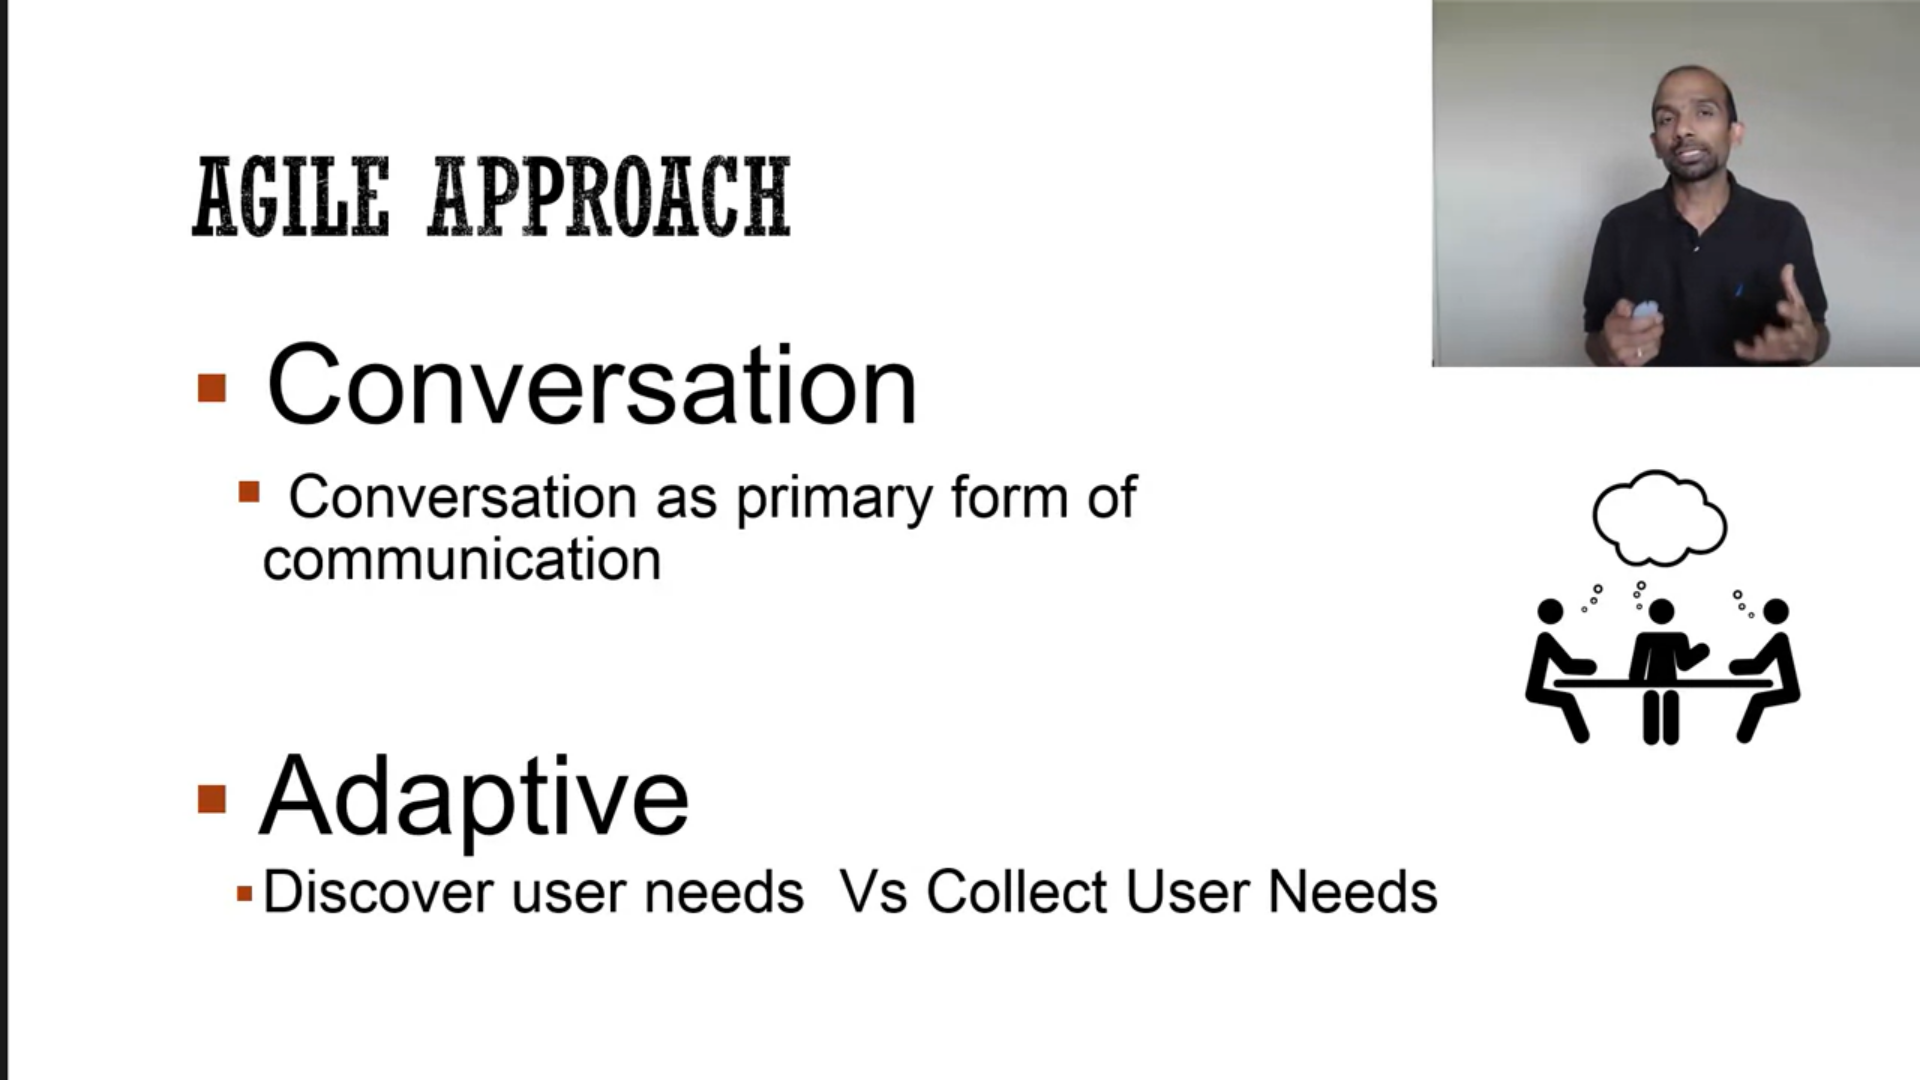 AGILE APPROACH
Conversation
Conversation as primary form of
communication
Adaptive
Discover user needs Vs Collect User Needs